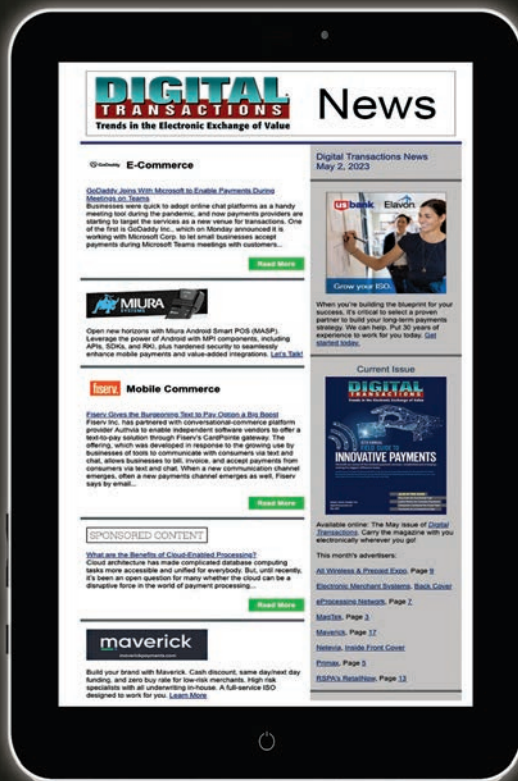 DIGITAL
TRANSACTIONS
Trends in the Electronic Exchange of Value
News
GoDaddy
E-Commerce
GoDaddy Joins With Microsoft to Enable Payments During
Meetings on Teams
Businesses were quick to adopt online chat platforms as a handy
meeting tool during the pandemic, and now payments providers are
starting to target the services as a new venue for transactions. One
of the first is GoDaddy Inc., which on Monday announced it is
working with Microsoft Corp. to let small businesses accept
payments during Microsoft Teams meetings with customers...
Read More
MIURA
SYSTEMS
Open new horizons with Miura Android Smart POS (MASP).
Leverage the power of Android with MPI components, including
APIs, SDKs, and RKI, plus hardened security to seamlessly
enhance mobile payments and value-added integrations. Let's Talk!
fiserv.
Mobile Commerce
Fiserv Gives the Burgeoning Text to Pay Option a Big Boost
Fiserv Inc. has partnered with conversational-commerce platform
provider Authvia to enable independent software vendors to offer a
text-to-pay solution through Fiserv's CardPointe gateway. The
offering, which was developed in response to the growing use by
businesses of tools to communicate with consumers via text and
chat, allows businesses to bill, invoice, and accept payments from
consumers via text and chat. When a new communication channel
emerges, often a new payments channel emerges as well, Fiserv
says by email...
Read More
SPONSORED CONTENT
What are the Benefits of Cloud-Enabled Processing?
Cloud architecture has made complicated database computing
tasks more accessible and unified for everybody. But, until recently,
it's been an open question for many whether the cloud can be a
disruptive force in the world of payment processing...
Read More
maverick
maverickpayments.com
Build your brand with Maverick. Cash discount, same day/next day
funding, and zero buy rate for low-risk merchants. High risk
specialists with all underwriting in-house. A full-service ISO
designed to work for you. Learn More
Digital Transactions News
May 2, 2023
usbank
Elavon
Grow your ISO.
When you're building the blueprint for your
success, it's critical to select a proven
partner to build your long-term payments
strategy. We can help. Put 30 years of
experience to work for you today. Get
started today.
Current Issue
DIGITAL
TRANSACTIONS
Trends in the Electronic Exchange of Value
FIELD GUIDE TO
INNOVATIVE PAYMENTS
Available online: The May issue of Digital
Transactions. Carry the magazine with you
electronically wherever you go!
This month's advertisers:
All Wireless & Prepaid Expo, Page 9
Electronic Merchant Systems, Back Cover
eProcessing Network, Page 7
MagTek, Page 3
Maverick, Page 17
Netevia, Inside Front Cover
Primax, Page 5
RSPA's RetailNow, Page 13